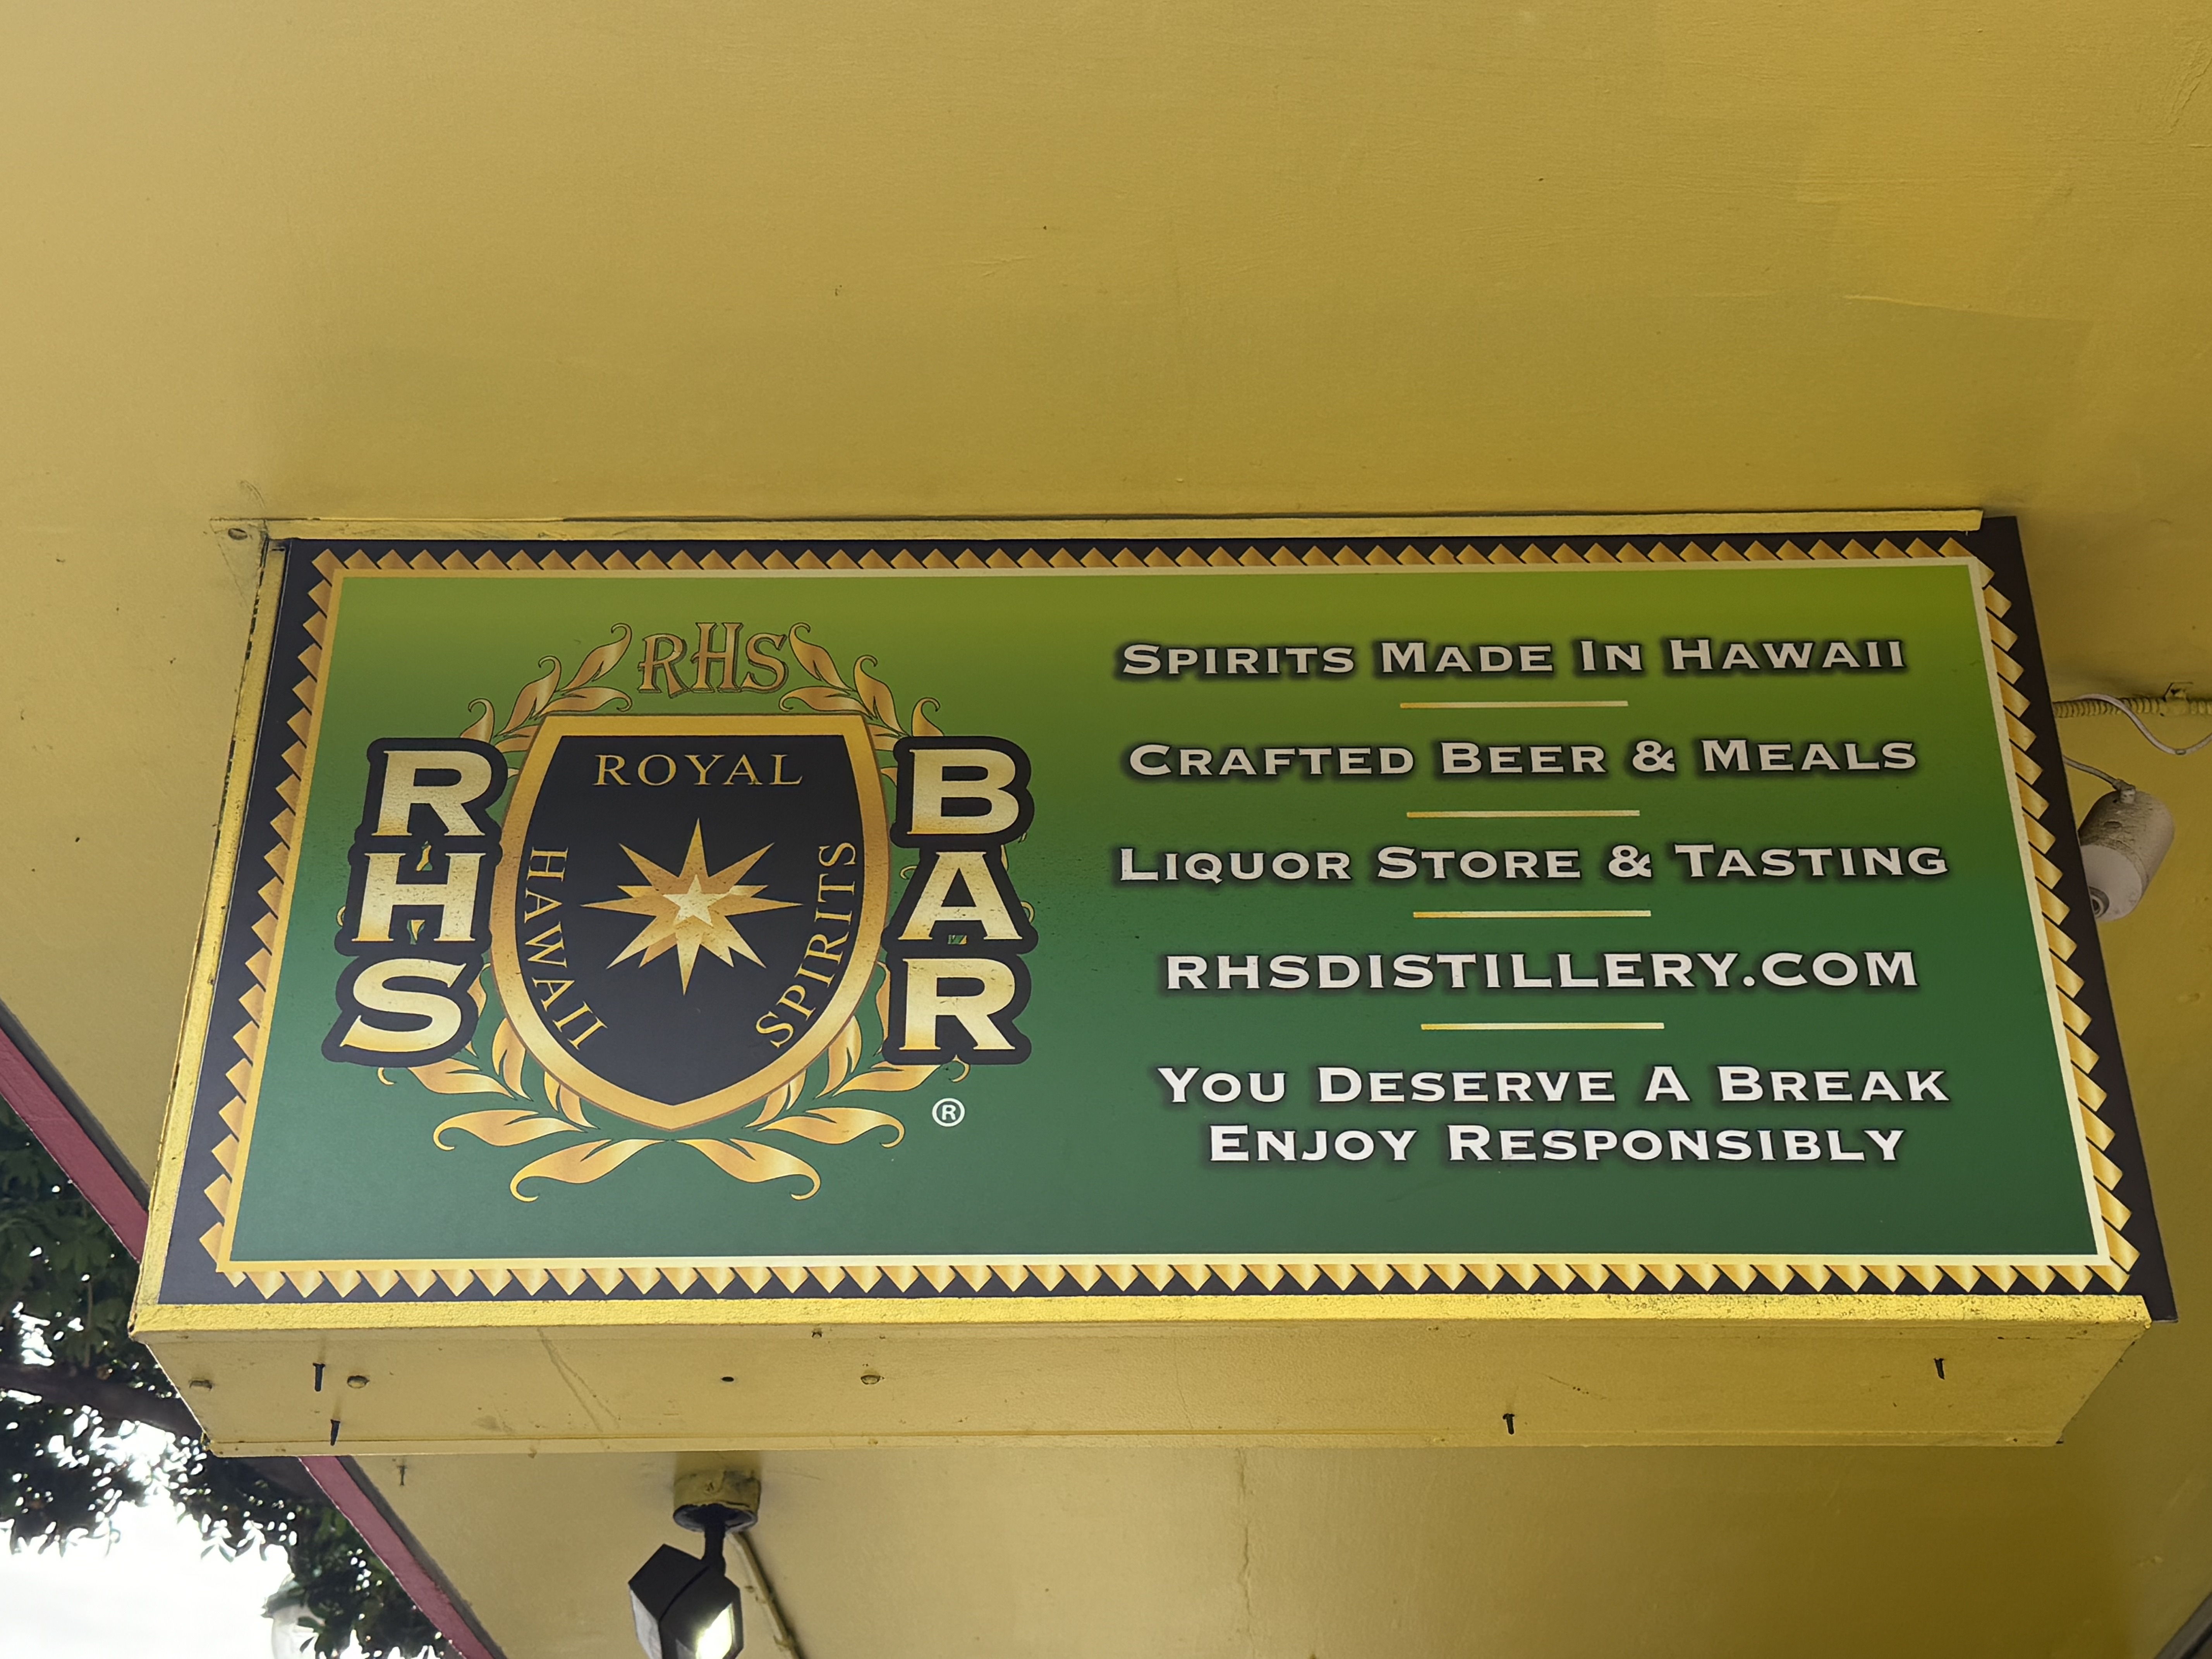 RHS
ROYAL
HAWAII
SPIRITS
RHS
BAR
®
SPIRITS MADE IN HAWAII
CRAFTED BEER & MEALS
LIQUOR STORE & TASTING
RHSDISTILLERY.COM
YOU DESERVE A BREAK
ENJOY RESPONSIBLY